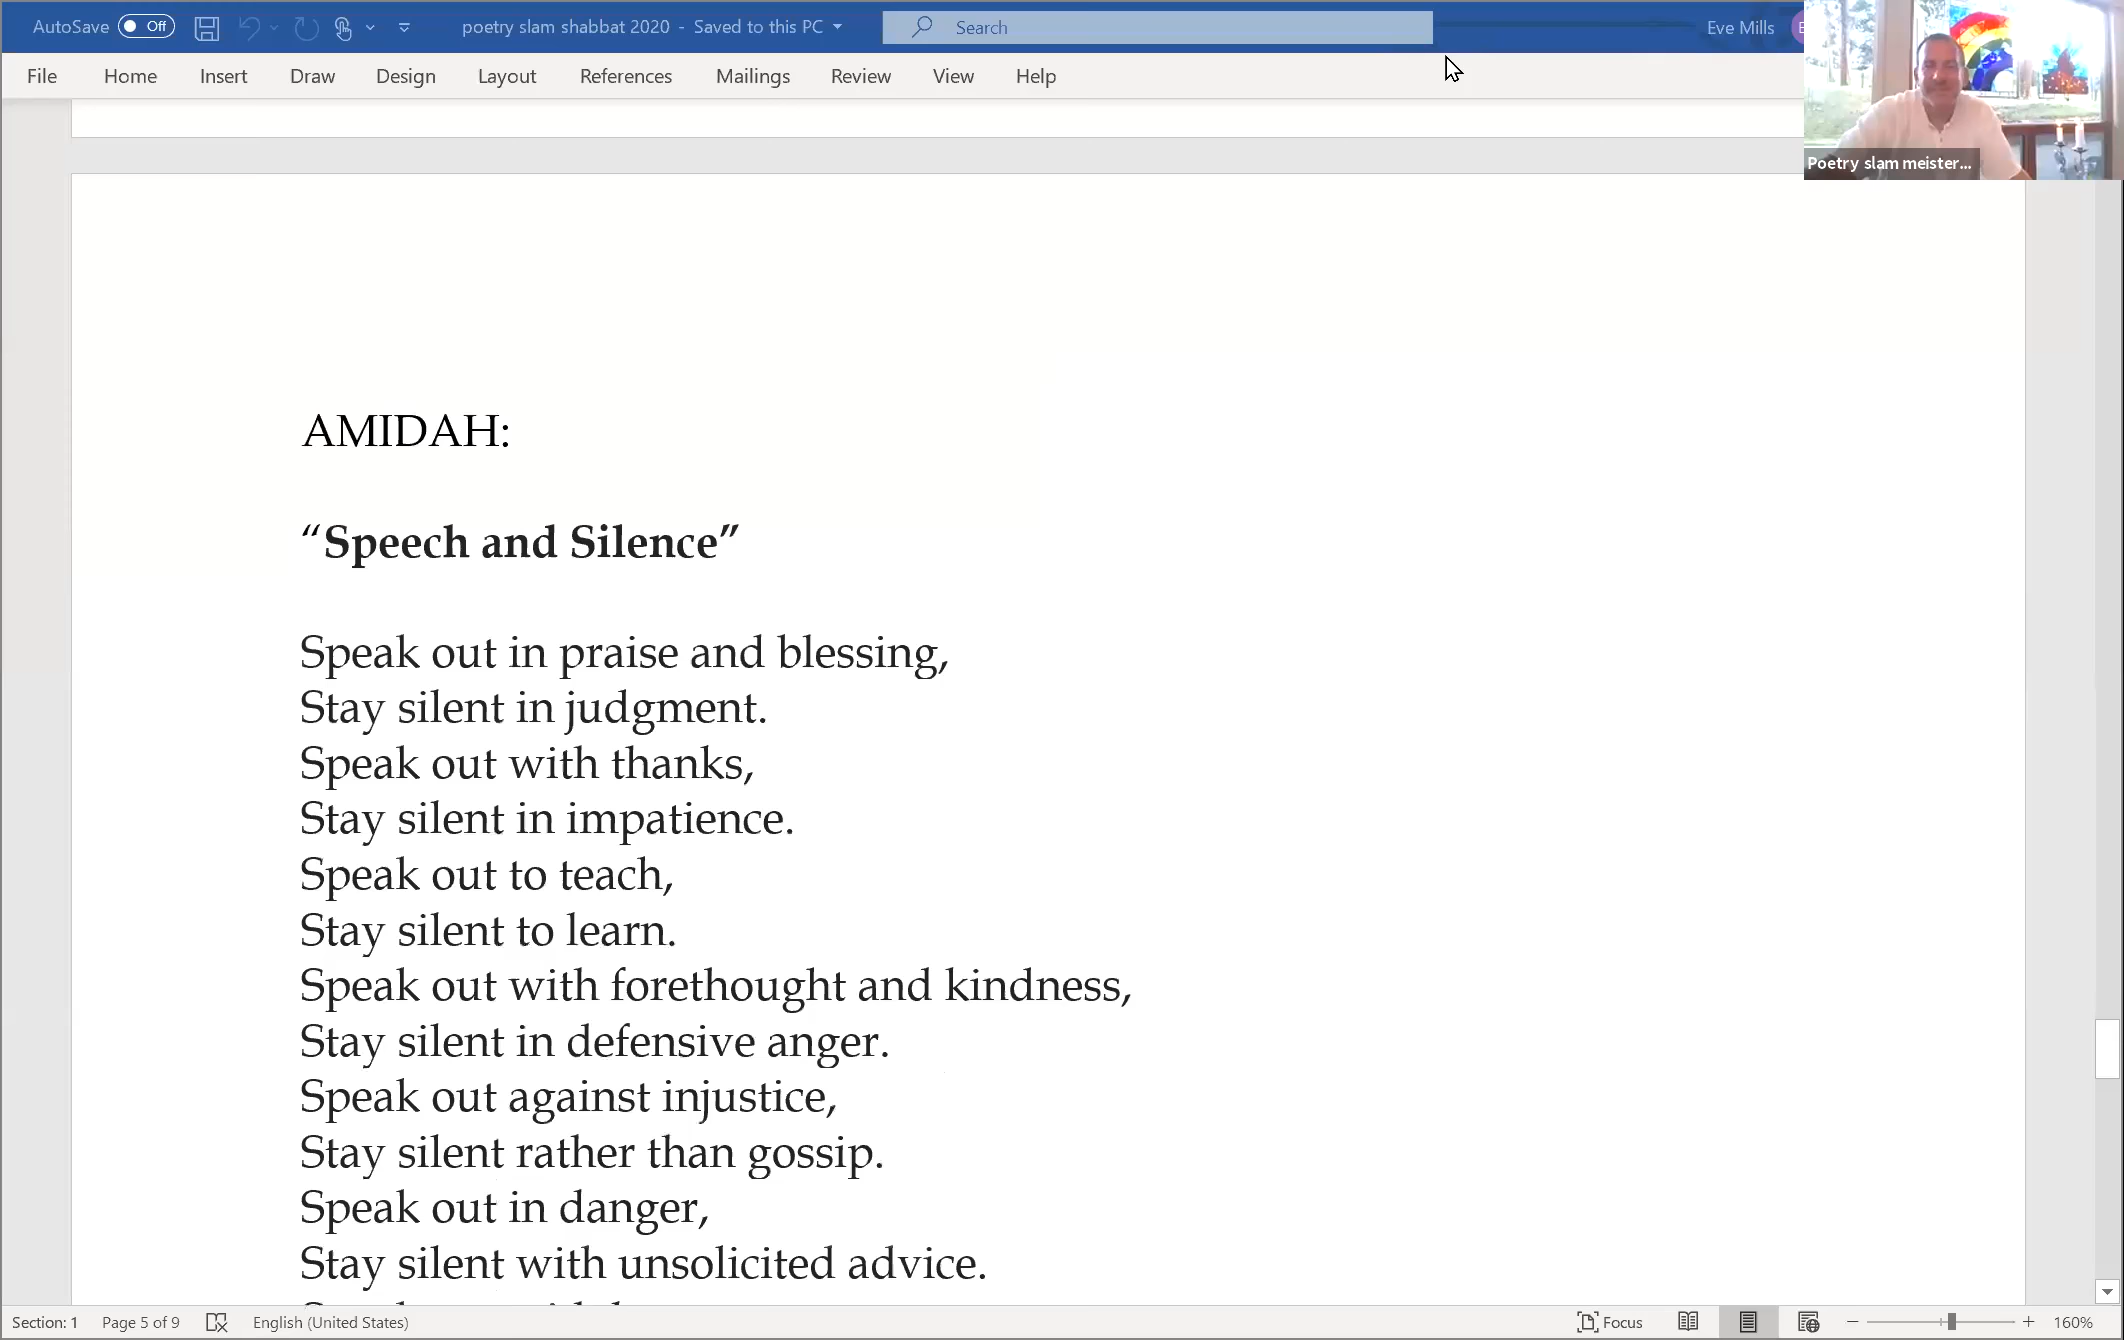 AutoSave Off poetry slam shabbat 2020 - Saved to this PC Search Eve Mills
File Home Insert Draw Design Layout References Mailings Review View Help
Poetry slam meister...
AMIDAH:
“Speech and Silence”
Speak out in praise and blessing,
Stay silent in judgment.
Speak out with thanks,
Stay silent in impatience.
Speak out to teach,
Stay silent to learn.
Speak out with forethought and kindness,
Stay silent in defensive anger.
Speak out against injustice,
Stay silent rather than gossip.
Speak out in danger,
Stay silent with unsolicited advice.
Section: 1 Page 5 of 9 English (United States) Focus 160%